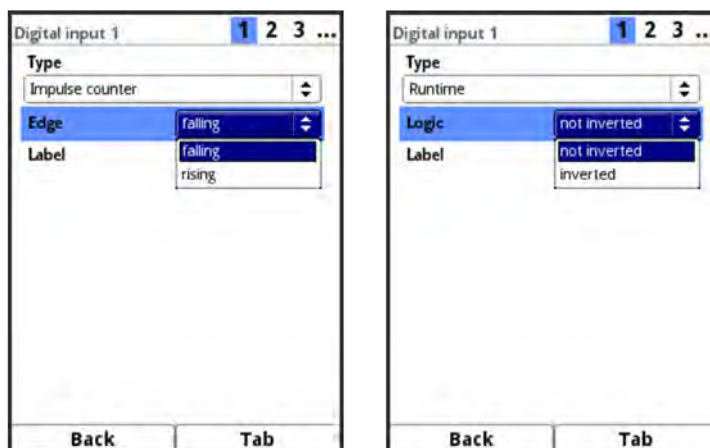 Digital input 1 1 2 3 ...
Type
Impulse counter
Edge falling
falling
Label
rising
Back Tab
Digital input 1 1 2 3 ..
Type
Runtime
Logic not inverted
not inverted
Label
inverted
Back Tab